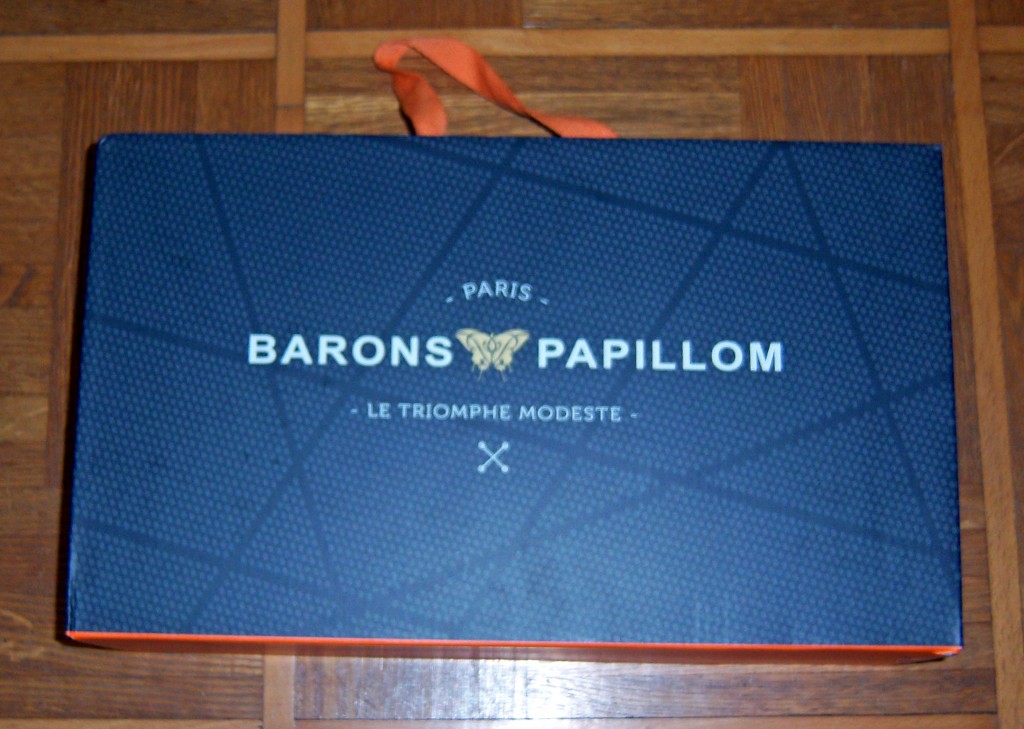 - PARIS -
BARONS PAPILLOM
- LE TRIOMPHE MODESTE -